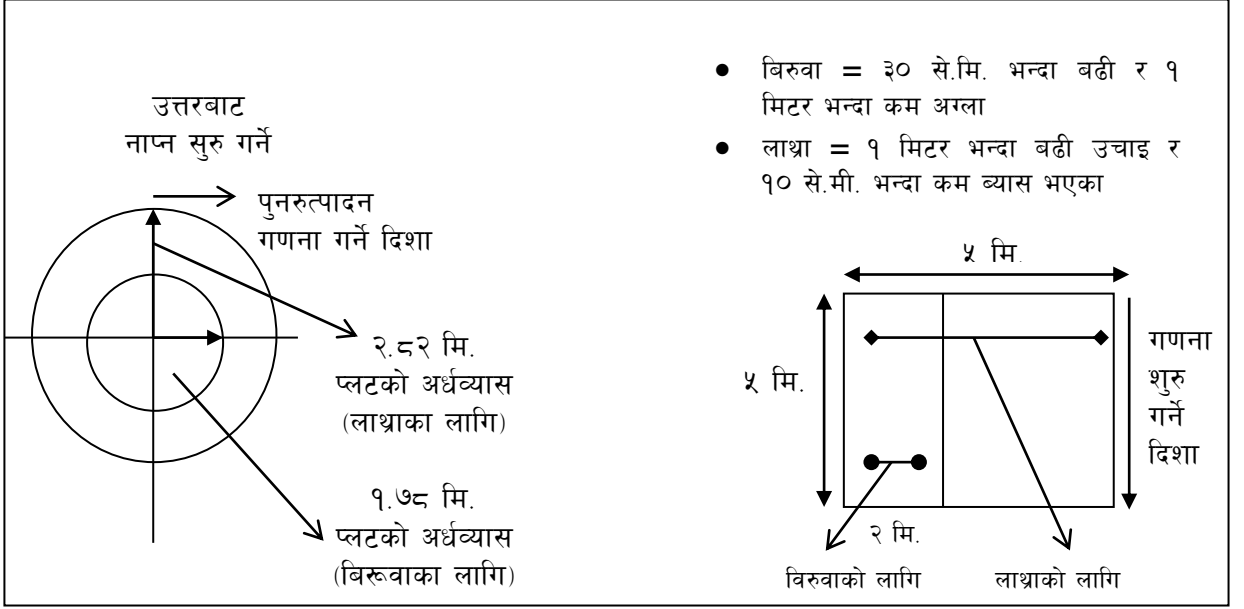 उत्तरबाट
नाप्न सुरु गर्ने
पुनरुत्पादन
गणना गर्ने दिशा
२.८२ मि.
प्लटको अर्धव्यास
(लाथ्राका लागि)
१.७८ मि.
प्लटको अर्धव्यास
(बिरूवाका लागि)
● बिरुवा = ३० से.मि. भन्दा बढी र १
मिटर भन्दा कम अग्ला
● लाथ्रा = १ मिटर भन्दा बढी उचाइ र
१० से.मी. भन्दा कम ब्यास भएका
५ मि.
५ मि.
गणना
शुरु
गर्ने
दिशा
२ मि.
विरुवाको लागि
लाथ्राको लागि